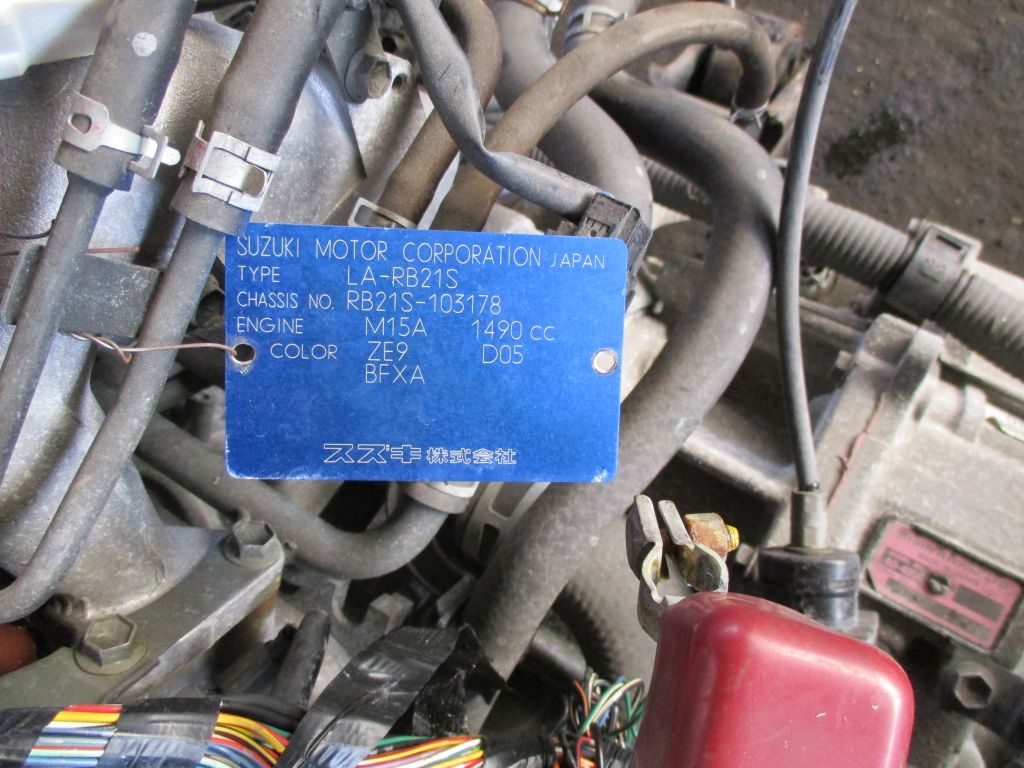 SUZUKI MOTOR CORPORATION JAPAN
TYPE LA-RB21S
CHASSIS NO. RB21S-103178
ENGINE M15A 1490 CC
COLOR ZE9 D05
BFXA
スズキ株式会社